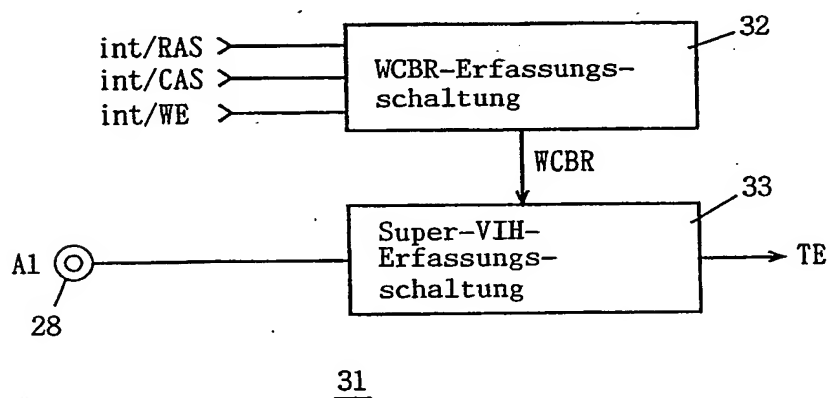 32
int/RAS
int/CAS
int/WE
WCBR-Erfassungs-
schaltung
WCBR
33
A1
28
Super-VIH-
Erfassungs-
schaltung
TE
31